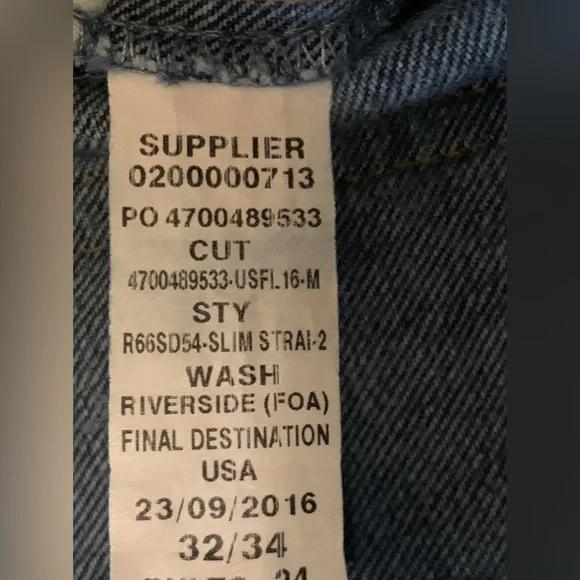 SUPPLIER
0200000713
PO 4700489533
CUT
4700489533-USFL16-M
STY
R66SD54-SLIM STRAI-2
WASH
RIVERSIDE (FOA)
FINAL DESTINATION
USA
23/09/2016
32/34